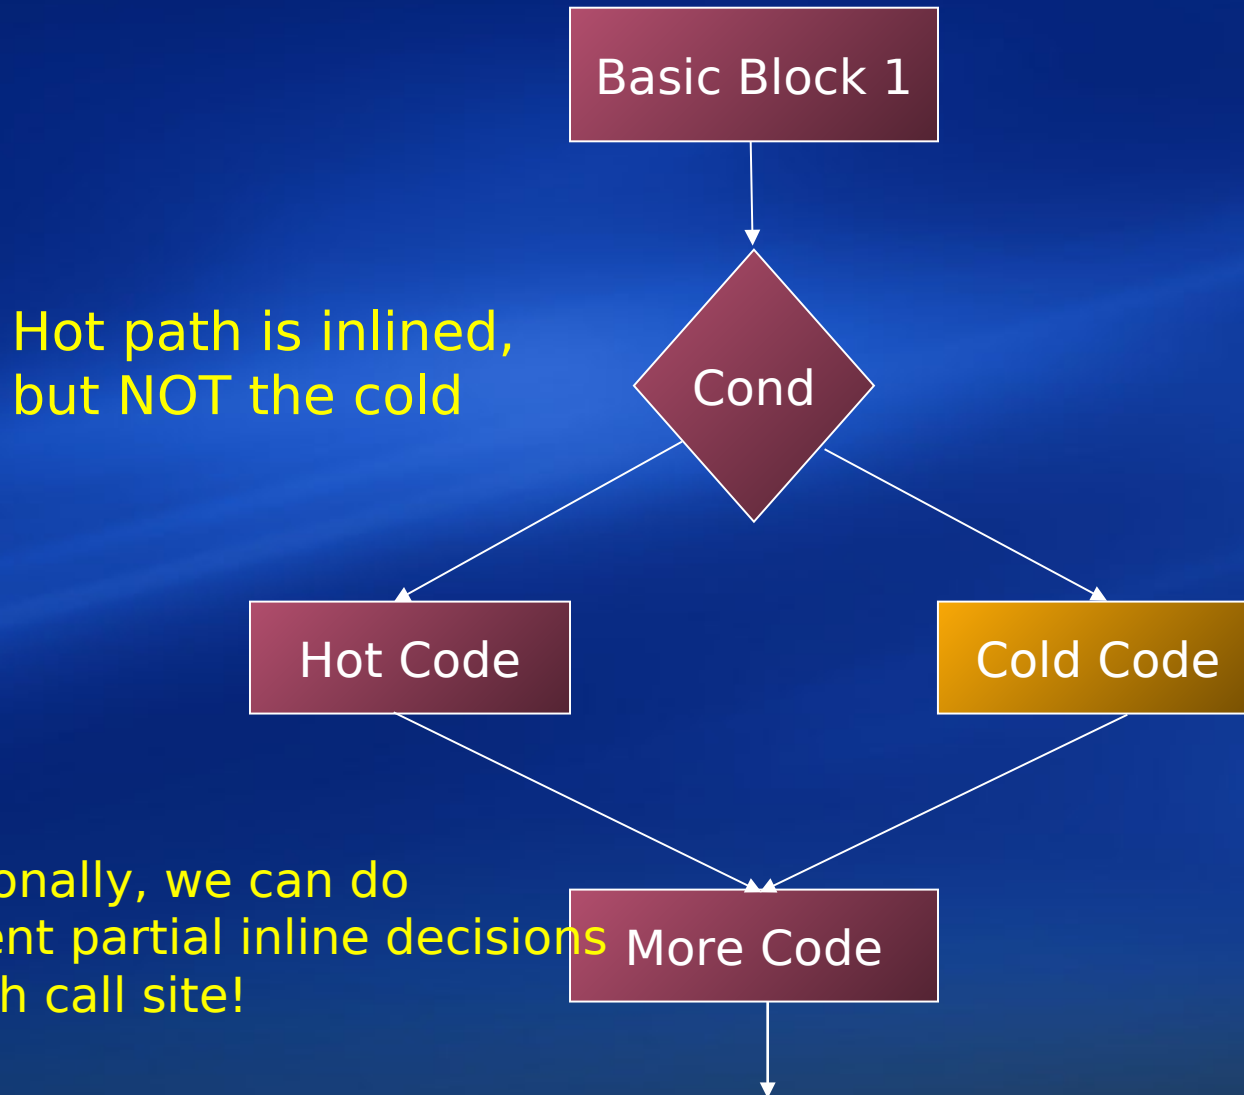 Basic Block 1
Hot path is inlined,
but NOT the cold
Cond
Hot Code
Cold Code
onally, we can do
ent partial inline decisions
h call site!
More Code